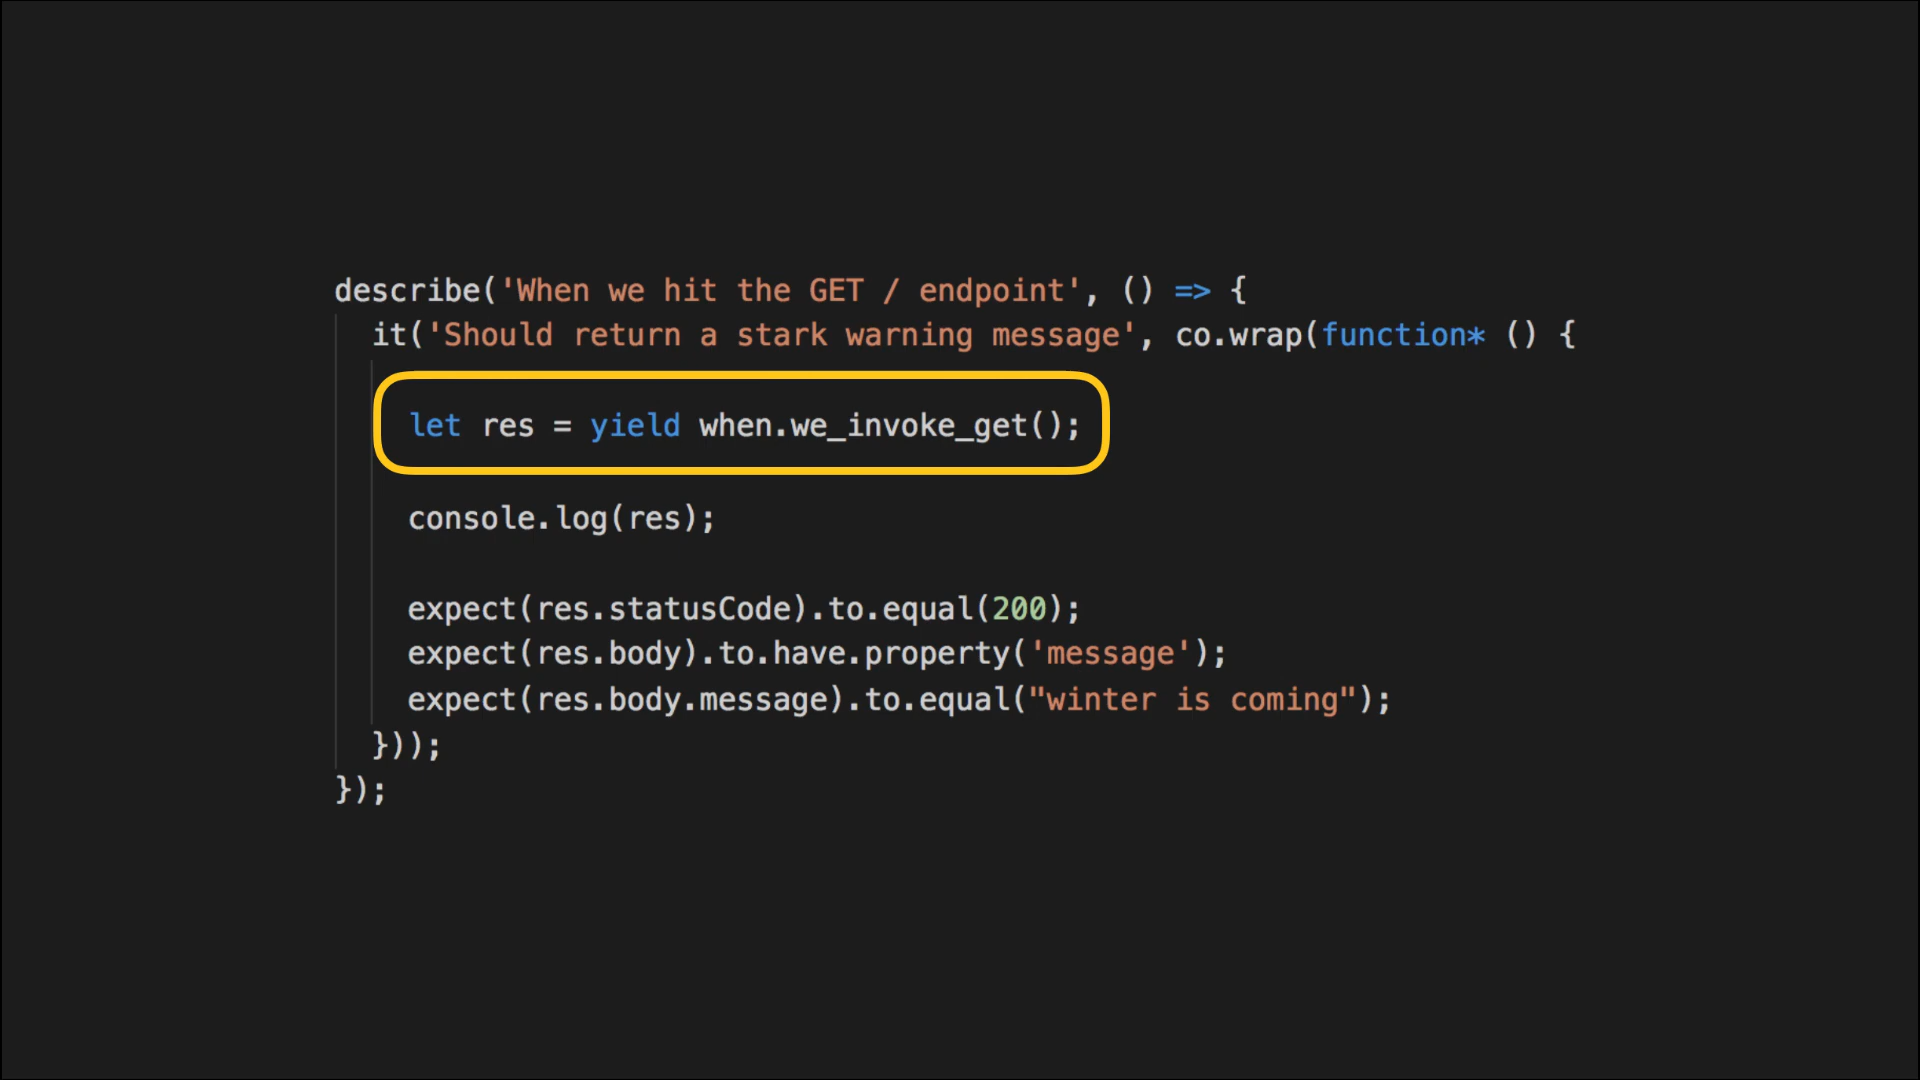 describe('When we hit the GET / endpoint', () => {
it('Should return a stark warning message', co.wrap(function* () {
let res = yield when.we_invoke_get();
console.log(res);
expect(res.statusCode).to.equal(200);
expect(res.body).to.have.property('message');
expect(res.body.message).to.equal("winter is coming");
}));
});